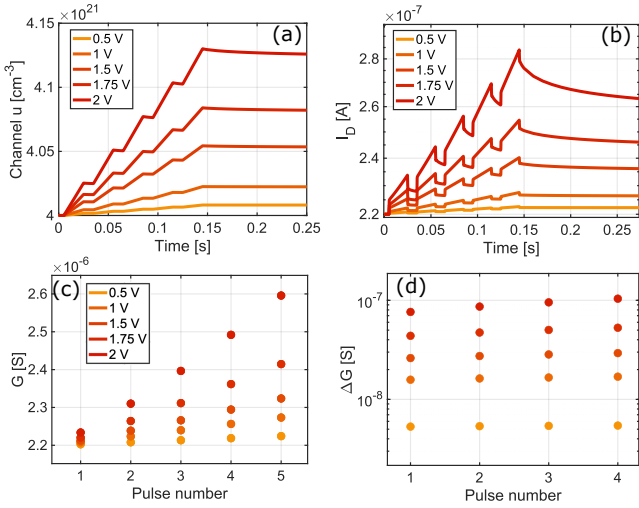 ×10²¹
(a)
4.15
4.1
4.05
4
Channel u [cm⁻³]
0.5 V
1 V
1.5 V
1.75 V
2 V
0 0.05 0.1 0.15 0.2 0.25
Time [s]
×10⁻⁷
(b)
2.8
2.6
2.4
2.2
I_D [A]
0.5 V
1 V
1.5 V
1.75 V
2 V
0 0.05 0.1 0.15 0.2 0.25
Time [s]
×10⁻⁶
(c)
2.6
2.5
2.4
2.3
2.2
G [S]
0.5 V
1 V
1.5 V
1.75 V
2 V
1 2 3 4 5
Pulse number
(d)
10⁻⁷
10⁻⁸
ΔG [S]
1 2 3 4
Pulse number